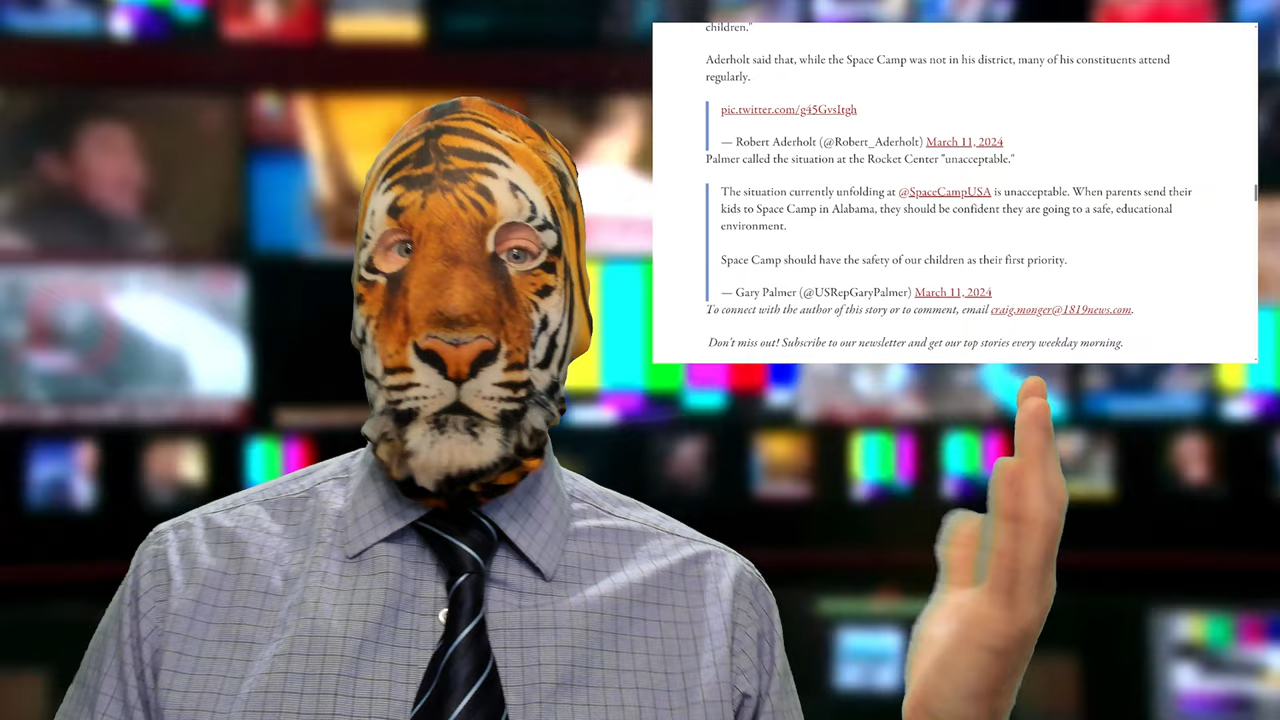 children."
Aderholt said that, while the Space Camp was not in his district, many of his constituents attend
regularly.
pic.twitter.com/g45GvsItgh
— Robert Aderholt (@Robert_Aderholt) March 11, 2024
Palmer called the situation at the Rocket Center "unacceptable."
The situation currently unfolding at @SpaceCampUSA is unacceptable. When parents send their
kids to Space Camp in Alabama, they should be confident they are going to a safe, educational
environment.
Space Camp should have the safety of our children as their first priority.
— Gary Palmer (@USRepGaryPalmer) March 11, 2024
To connect with the author of this story or to comment, email craig.monger@1819news.com.
Don't miss out! Subscribe to our newsletter and get our top stories every weekday morning.